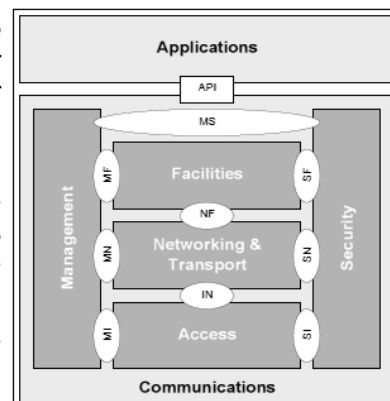 Applications
API
MS
Management
MF
Facilities
SF
Security
NF
MN
Networking &
Transport
SN
IN
MI
Access
SI
Communications